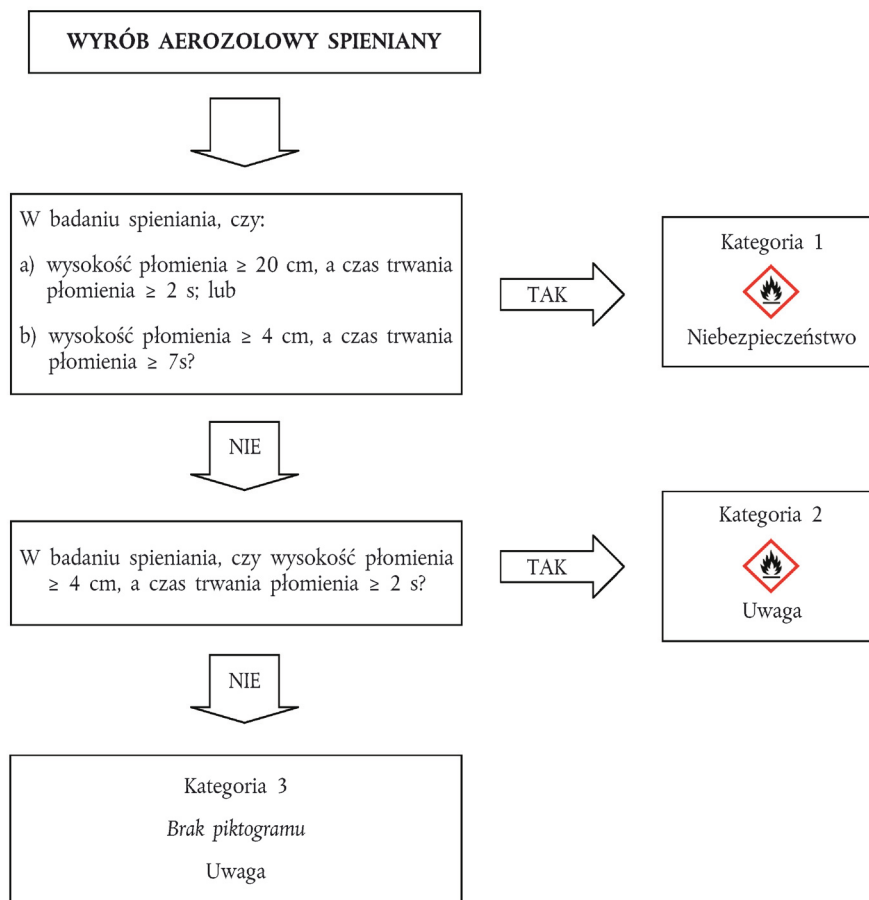 WYRÓB AEROZOLOWY SPIENIANY
W badaniu spieniania, czy:
a) wysokość płomienia ≥ 20 cm, a czas trwania
płomienia ≥ 2 s; lub
b) wysokość płomienia ≥ 4 cm, a czas trwania
płomienia ≥ 7s?
TAK
Kategoria 1
Niebezpieczeństwo
NIE
W badaniu spieniania, czy wysokość płomienia
≥ 4 cm, a czas trwania płomienia ≥ 2 s?
TAK
Kategoria 2
Uwaga
NIE
Kategoria 3
Brak piktogramu
Uwaga